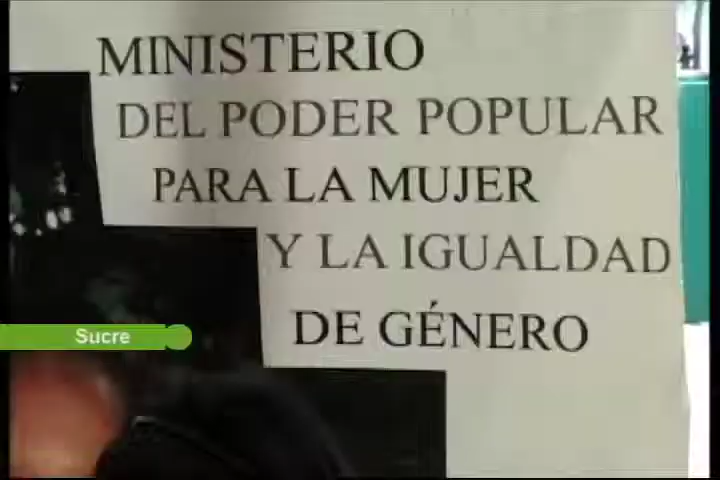 MINISTERIO
DEL PODER POPULAR
PARA LA MUJER
Y LA IGUALDAD
DE GÉNERO
Sucre